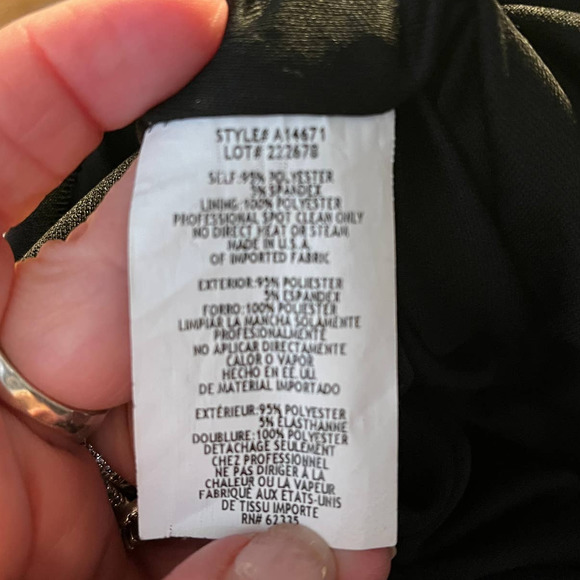 STYLE# A14671
LOT# 222678
SELF:95% POLYESTER
5% SPANDEX
LINING:100% POLYESTER
PROFESSIONAL SPOT CLEAN ONLY
NO DIRECT HEAT OR STEAM
MADE IN U.S.A.
OF IMPORTED FABRIC
EXTERIOR:95% POLIESTER
5% ESPANDEX
FORRO:100% POLIESTER
LIMPIAR LA MANCHA SOLAMENTE
PROFESIONALMENTE
NO APLICAR DIRECTAMENTE
CALOR O VAPOR
HECHO EN EE.UU.
DE MATERIAL IMPORTADO
EXTÉRIEUR:95% POLYESTER
5% ÉLASTHANNE
DOUBLURE:100% POLYESTER
DÉTACHAGE SEULEMENT
CHEZ PROFESSIONNEL
NE PAS DIRIGER À LA
CHALEUR OU LA VAPEUR
FABRIQUÉ AUX ÉTATS-UNIS
DE TISSU IMPORTÉ
RN# 62335